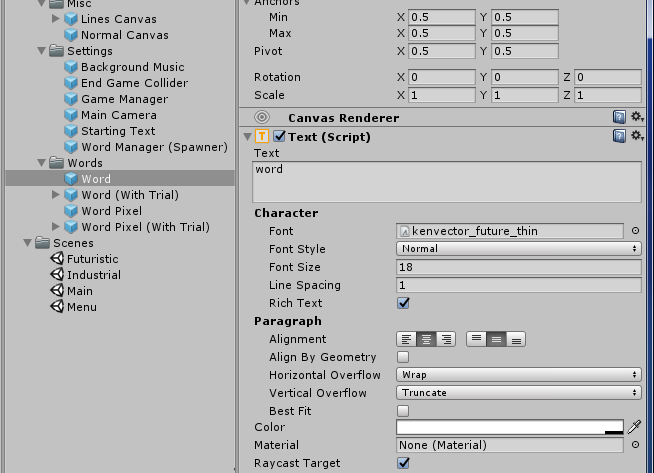 Misc
Lines Canvas
Normal Canvas
Settings
Background Music
End Game Collider
Game Manager
Main Camera
Starting Text
Word Manager (Spawner)
Words
Word
Word (With Trial)
Word Pixel
Word Pixel (With Trial)
Scenes
Futuristic
Industrial
Main
Menu
Anchors
Min X 0.5 Y 0.5
Max X 0.5 Y 0.5
Pivot X 0.5 Y 0.5
Rotation X 0 Y 0 Z 0
Scale X 1 Y 1 Z 1
Canvas Renderer
T Text (Script)
Text
word
Character
Font kenvector_future_thin
Font Style Normal
Font Size 18
Line Spacing 1
Rich Text
Paragraph
Alignment
Align By Geometry
Horizontal Overflow Wrap
Vertical Overflow Truncate
Best Fit
Color
Material None (Material)
Raycast Target